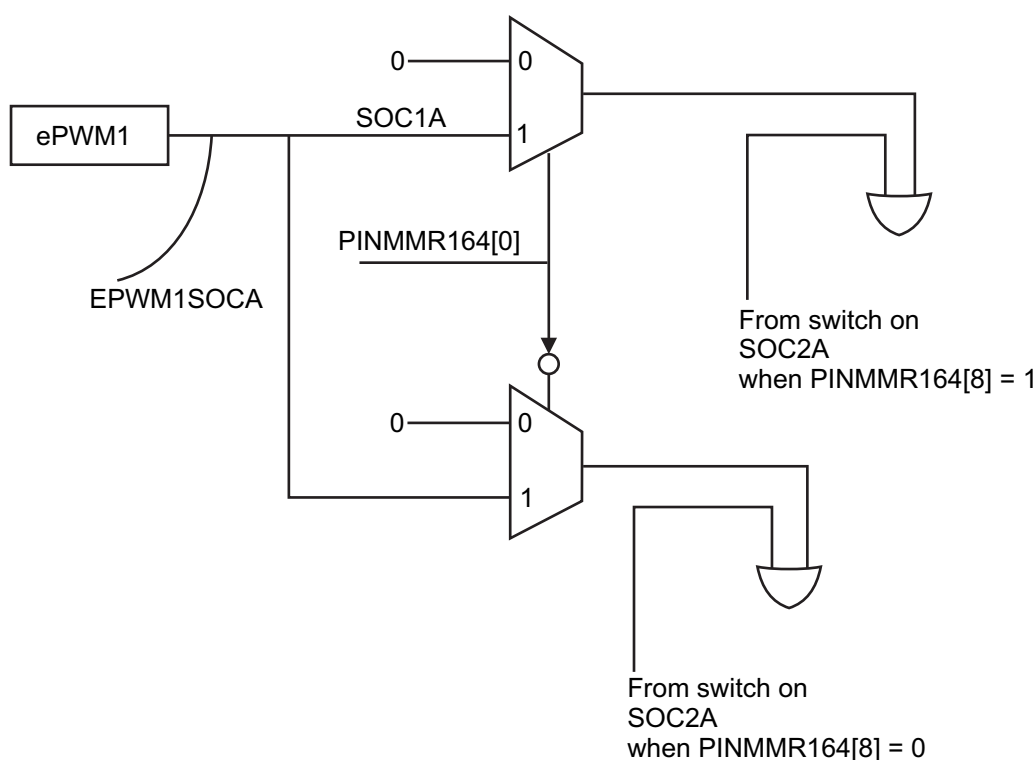 0
0
SOC1A
ePWM1
1
PINMMR164[0]
EPWM1SOCA
From switch on
SOC2A
when PINMMR164[8] = 1
0
0
1
From switch on
SOC2A
when PINMMR164[8] = 0